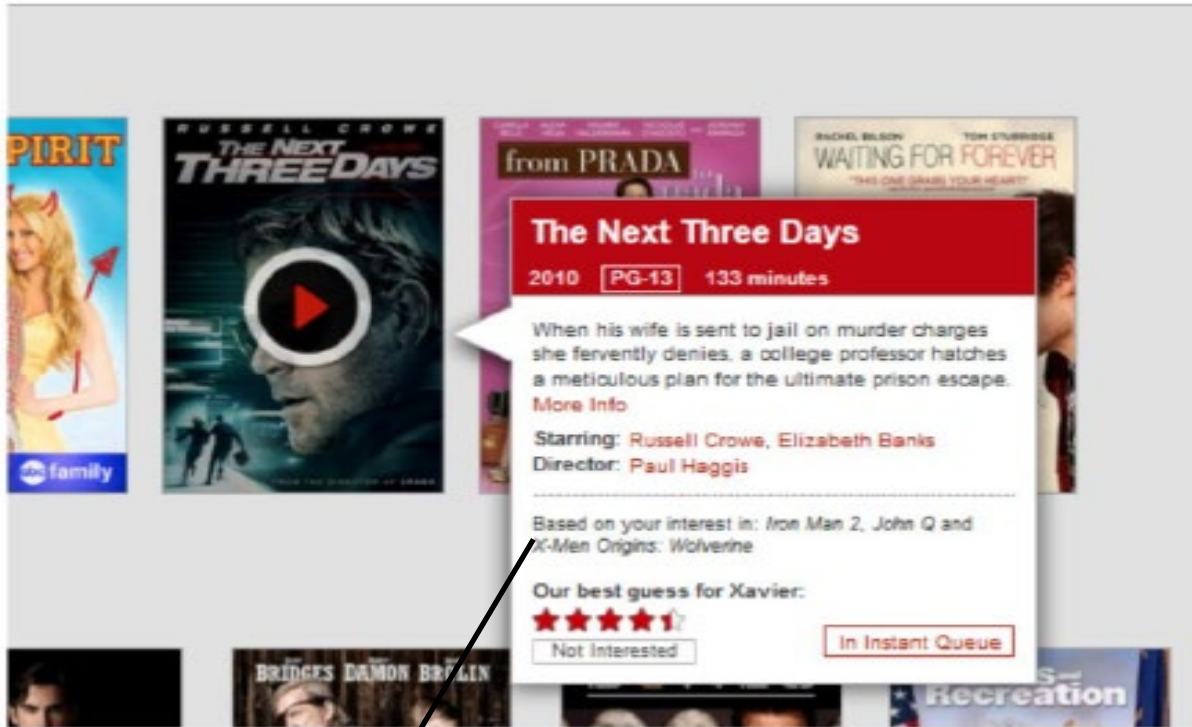 PIRIT
abc family
RUSSELL CROWE
THE NEXT
THREE DAYS
from PRADA
to
nada
RACHEL BILSON TOM STURRIDGE
WAITING FOR FOREVER
"THIS ONE GRABS YOUR HEART!"
The Next Three Days
2010 PG-13 133 minutes
When his wife is sent to jail on murder charges
she fervently denies, a college professor hatches
a meticulous plan for the ultimate prison escape.
More Info
Starring: Russell Crowe, Elizabeth Banks
Director: Paul Haggis
Based on your interest in: Iron Man 2, John Q and
X-Men Origins: Wolverine
Our best guess for Xavier:
Not Interested
In Instant Queue
BRIDGES DAMON BROLIN
Recreation